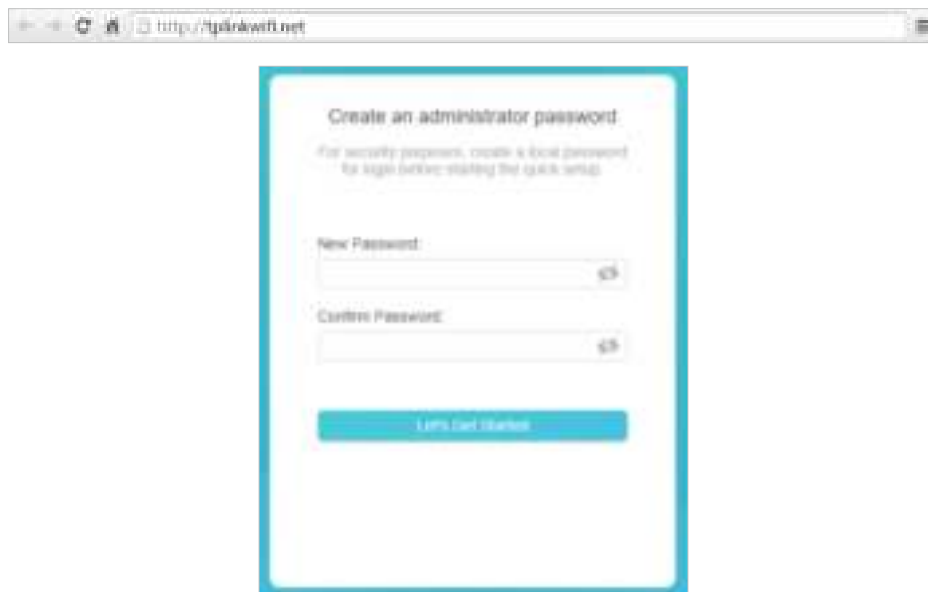 http://tplinkwifi.net
Create an administrator password
For security purposes, create a local password
for login before starting the quick setup.
New Password:
Confirm Password:
Let's Get Started